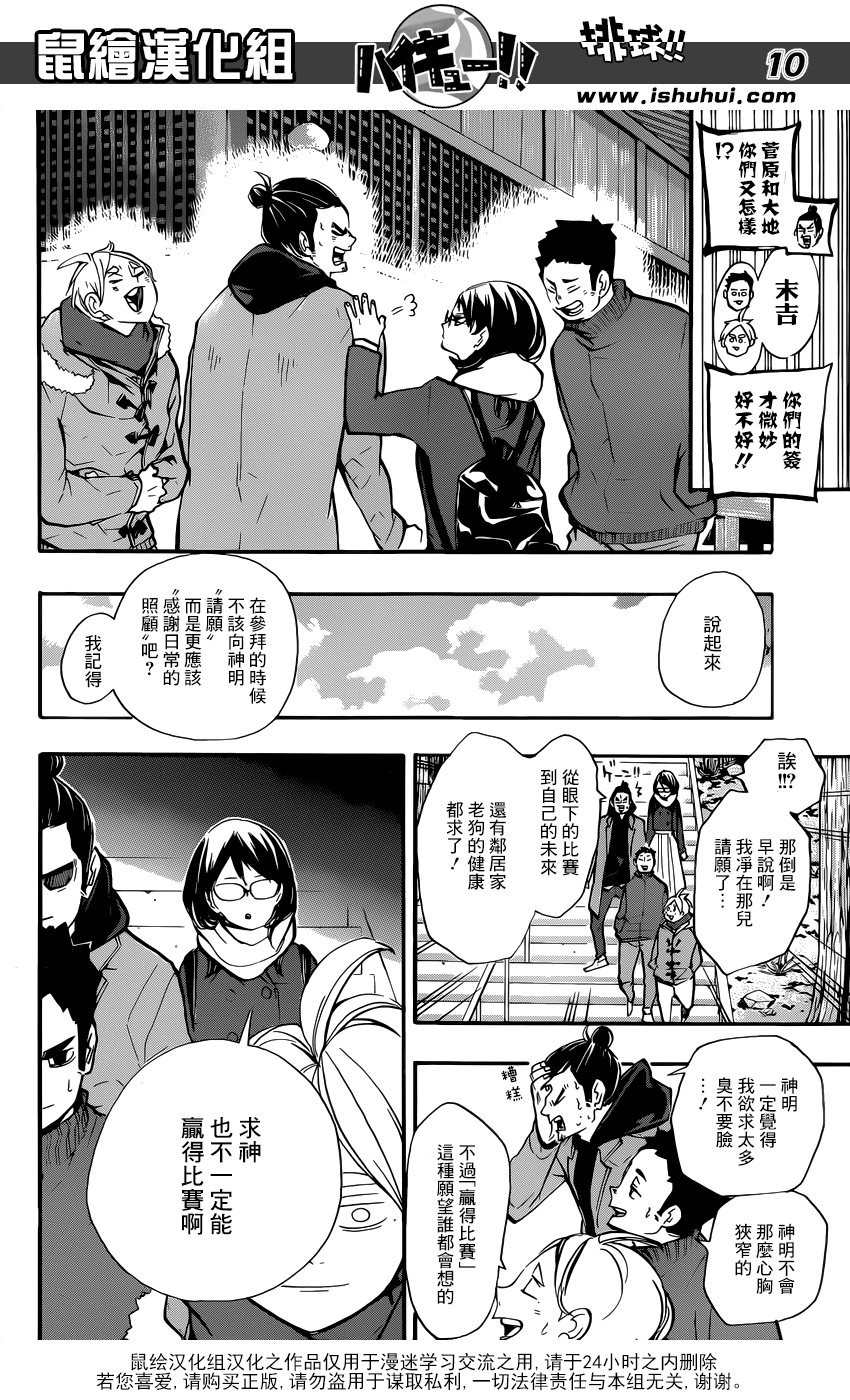 鼠繪漢化組
ハイキュー!!
排球!!
10
www.ishuhui.com
菅原和大地
你們又怎樣
!?
末吉
你們的簽
才微妙
好不好!!
說起來
在參拜的時候
不該向神明
〝請願〞
而是更應該
〝感謝日常的
照顧〞吧?
我記得
誒!!?
那倒是
早說啊!
我凈在那兒
請願了…
從眼下的比賽
到自己的未來
還有鄰居家
老狗的健康
都求了!
ケーーッ!!
神明
一定覺得
我欲求太多
臭不要臉
…!
糟糕
神明不會
那麼心胸
狹窄的
不過「贏得比賽」
這種願望誰都會想的
求神
也不一定能
贏得比賽啊
鼠绘汉化组汉化之作品仅用于漫迷学习交流之用,请于24小时之内删除
若您喜爱,请购买正版,请勿盗用于谋取私利,一切法律责任与本组无关,谢谢。